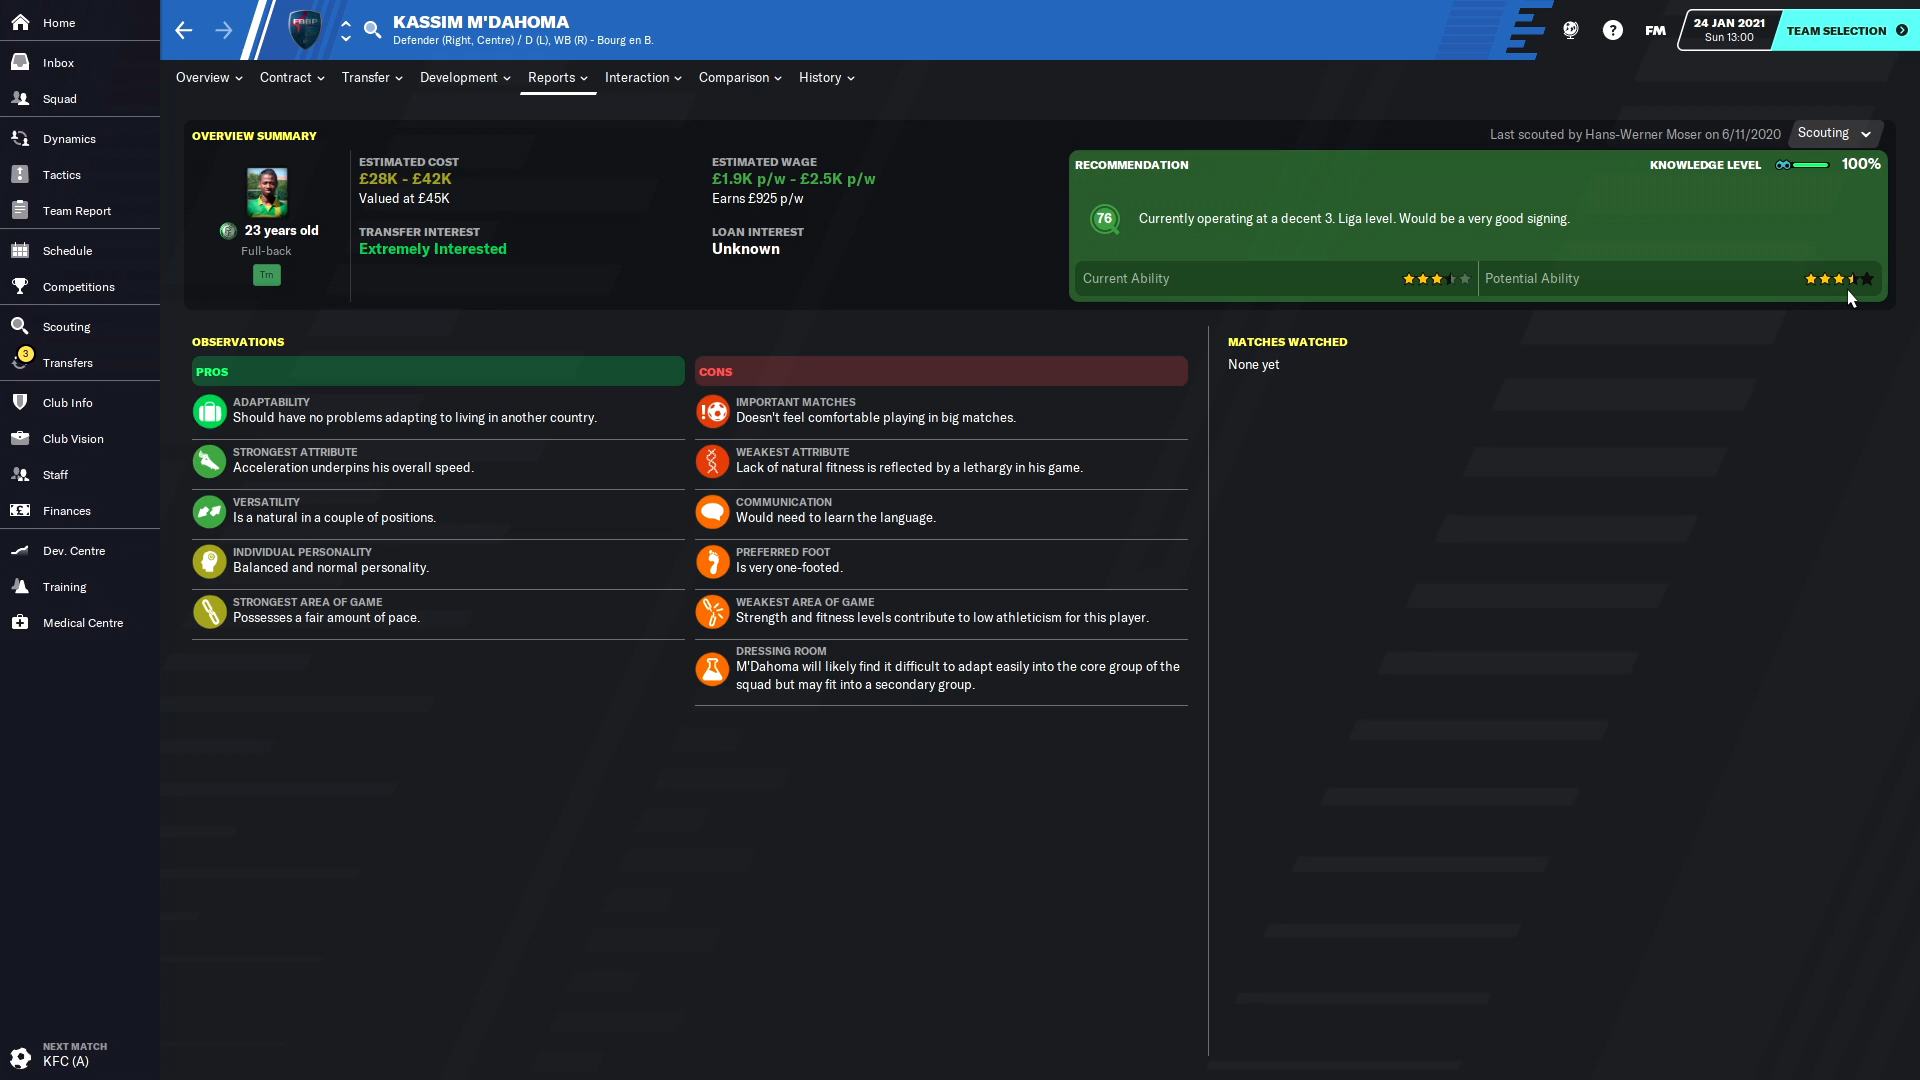 Home
Inbox
Squad
Dynamics
Tactics
Team Report
Schedule
Competitions
Scouting
3
Transfers
Club Info
Club Vision
Staff
Finances
Dev. Centre
Training
Medical Centre
NEXT MATCH
KFC (A)
FBBP
KASSIM M'DAHOMA
Defender (Right, Centre) / D (L), WB (R) - Bourg en B.
?
FM
24 JAN 2021
Sun 13:00
TEAM SELECTION
Overview
Contract
Transfer
Development
Reports
Interaction
Comparison
History
OVERVIEW SUMMARY
Last scouted by Hans-Werner Moser on 6/11/2020
Scouting
23 years old
Full-back
Trn
ESTIMATED COST
£28K - £42K
Valued at £45K
TRANSFER INTEREST
Extremely Interested
ESTIMATED WAGE
£1.9K p/w - £2.5K p/w
Earns £925 p/w
LOAN INTEREST
Unknown
RECOMMENDATION
KNOWLEDGE LEVEL
100%
76
Currently operating at a decent 3. Liga level. Would be a very good signing.
Current Ability
Potential Ability
OBSERVATIONS
PROS
ADAPTABILITY
Should have no problems adapting to living in another country.
STRONGEST ATTRIBUTE
Acceleration underpins his overall speed.
VERSATILITY
Is a natural in a couple of positions.
INDIVIDUAL PERSONALITY
Balanced and normal personality.
STRONGEST AREA OF GAME
Possesses a fair amount of pace.
CONS
IMPORTANT MATCHES
Doesn't feel comfortable playing in big matches.
WEAKEST ATTRIBUTE
Lack of natural fitness is reflected by a lethargy in his game.
COMMUNICATION
Would need to learn the language.
PREFERRED FOOT
Is very one-footed.
WEAKEST AREA OF GAME
Strength and fitness levels contribute to low athleticism for this player.
DRESSING ROOM
M'Dahoma will likely find it difficult to adapt easily into the core group of the
squad but may fit into a secondary group.
MATCHES WATCHED
None yet